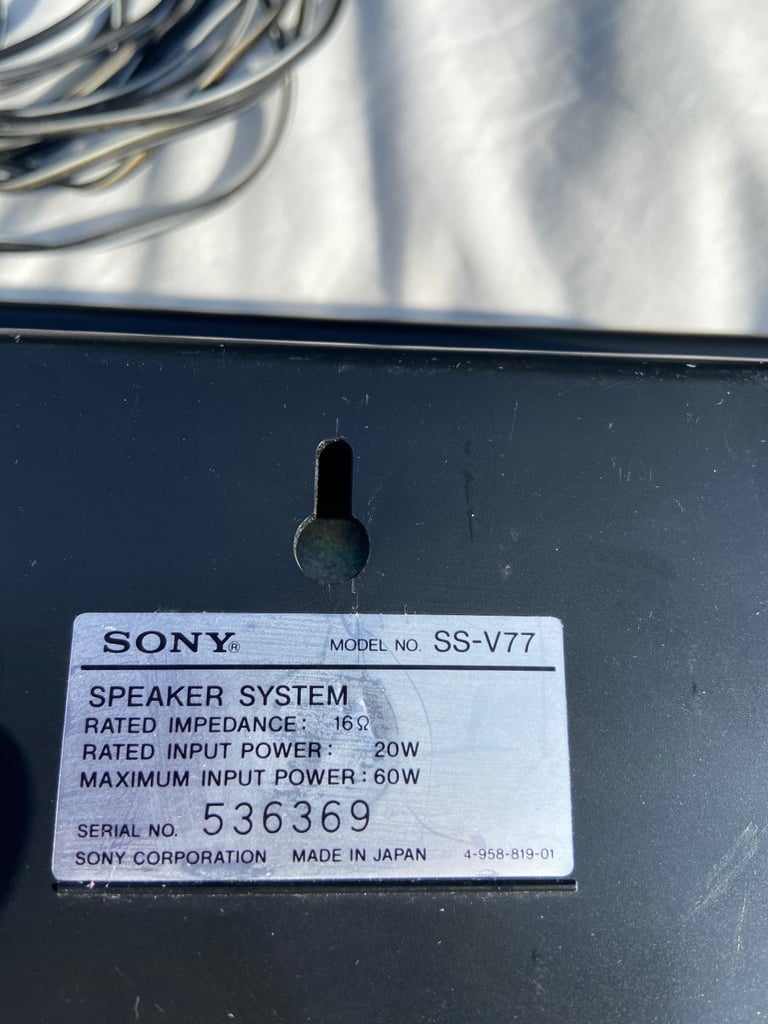 SONY® MODEL NO. SS-V77
SPEAKER SYSTEM
RATED IMPEDANCE: 16Ω
RATED INPUT POWER: 20W
MAXIMUM INPUT POWER: 60W
SERIAL NO. 536369
SONY CORPORATION MADE IN JAPAN 4-958-819-01